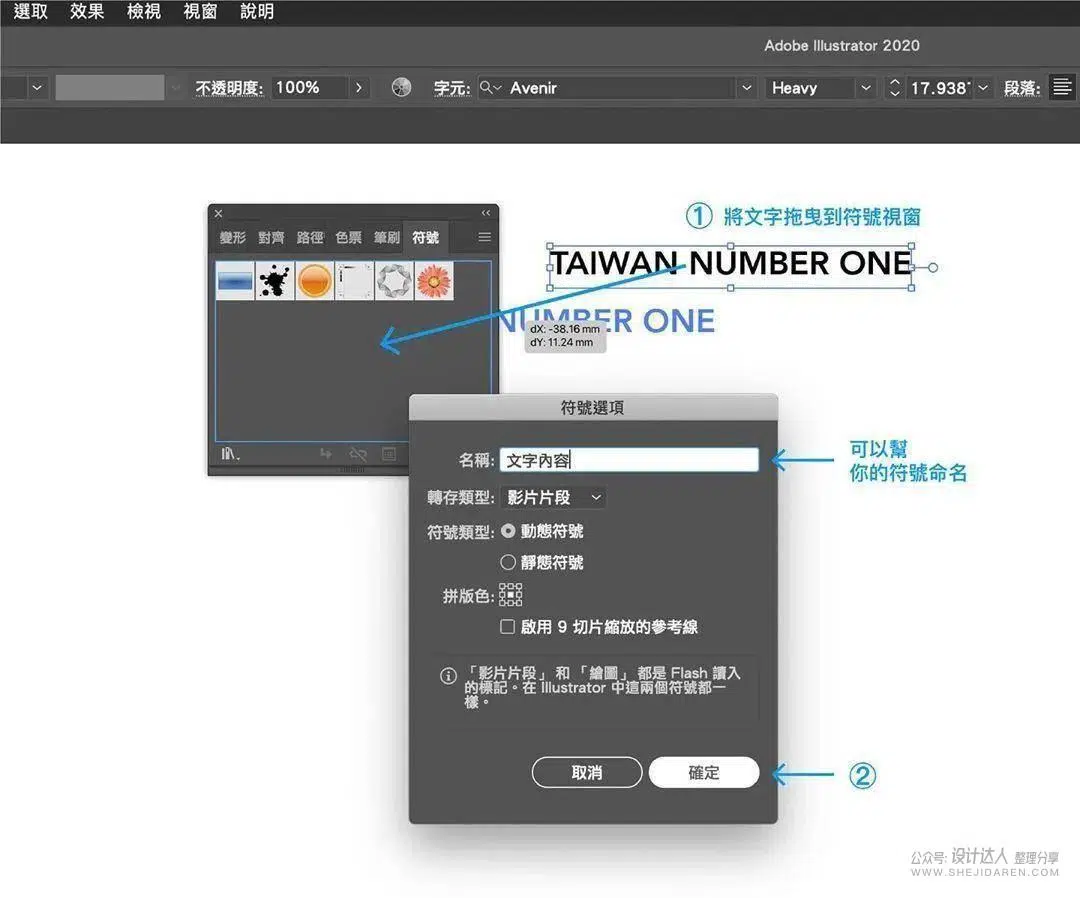 選取 效果 檢視 視窗 說明
Adobe Illustrator 2020
不透明度: 100% 字元: Avenir Heavy 17.938 段落:
① 將文字拖曳到符號視窗
變形 對齊 路徑 色票 筆刷 符號
TAIWAN NUMBER ONE
NUMBER ONE
dX: -38.16 mm
dY: 11.24 mm
符號選項
名稱: 文字內容
可以幫
你的符號命名
轉存類型: 影片片段
符號類型: 動態符號
靜態符號
拼版色:
啟用 9 切片縮放的參考線
「影片片段」 和 「繪圖」 都是 Flash 讀入
的標記。在 illustrator 中這兩個符號都一
樣。
取消 確定 ②
公众号: 设计达人 整理分享
WWW.SHEJIDAREN.COM